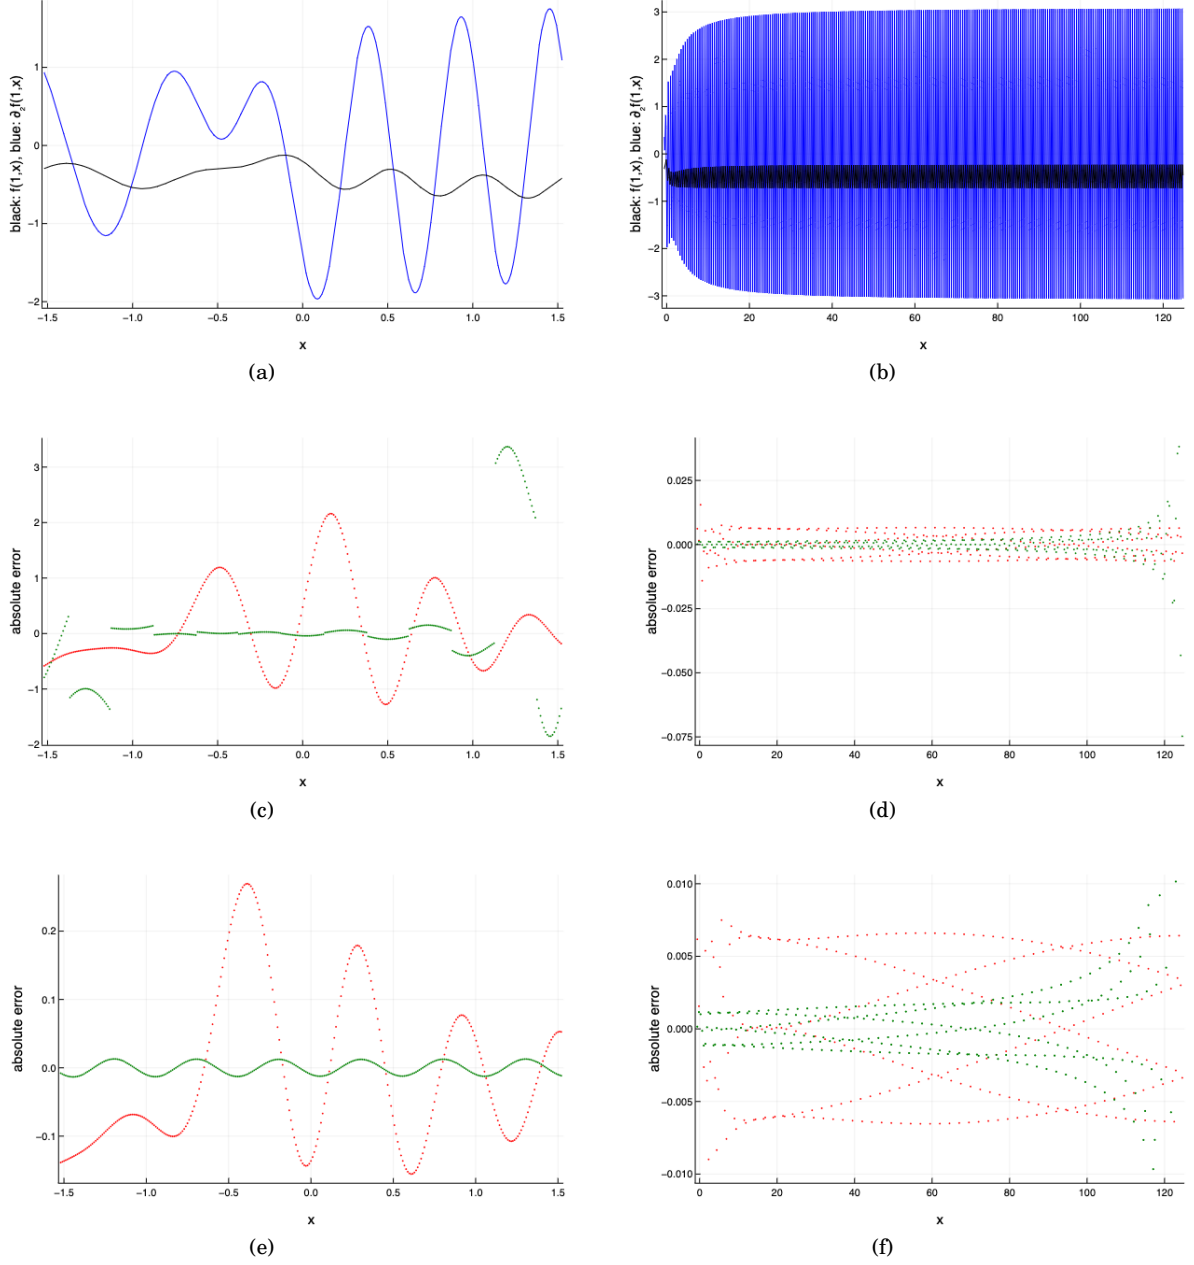 black: f(1,x), blue: ∂₂f(1,x)
1
0
−1
−2
−1.5 −1.0 −0.5 0.0 0.5 1.0 1.5
x
(a)
black: f(1,x), blue: ∂₂f(1,x)
3
2
1
0
−1
−2
−3
0 20 40 60 80 100 120
x
(b)
absolute error
3
2
1
0
−1
−2
−1.5 −1.0 −0.5 0.0 0.5 1.0 1.5
x
(c)
absolute error
0.025
0.000
−0.025
−0.050
−0.075
0 20 40 60 80 100 120
x
(d)
absolute error
0.2
0.1
0.0
−0.1
−1.5 −1.0 −0.5 0.0 0.5 1.0 1.5
x
(e)
absolute error
0.010
0.005
0.000
−0.005
−0.010
0 20 40 60 80 100 120
x
(f)